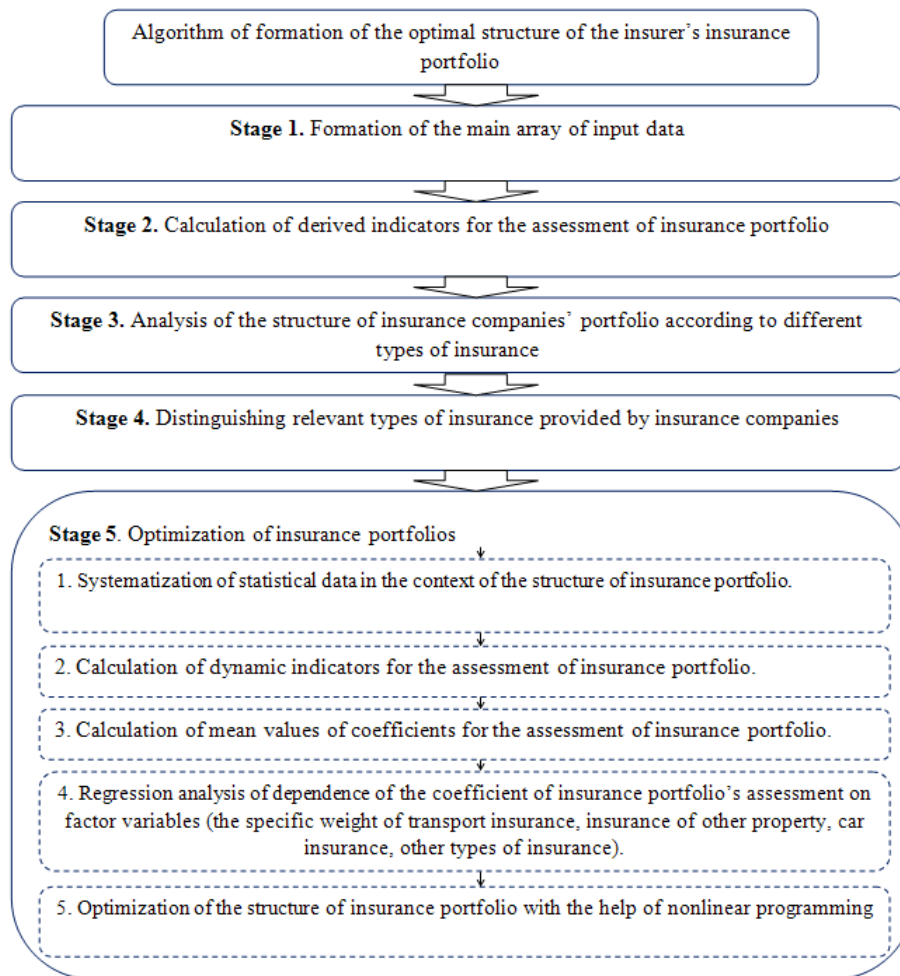 Algorithm of formation of the optimal structure of the insurer’s insurance
portfolio
Stage 1. Formation of the main array of input data
Stage 2. Calculation of derived indicators for the assessment of insurance portfolio
Stage 3. Analysis of the structure of insurance companies’ portfolio according to different
types of insurance
Stage 4. Distinguishing relevant types of insurance provided by insurance companies
Stage 5. Optimization of insurance portfolios
1. Systematization of statistical data in the context of the structure of insurance portfolio.
2. Calculation of dynamic indicators for the assessment of insurance portfolio.
3. Calculation of mean values of coefficients for the assessment of insurance portfolio.
4. Regression analysis of dependence of the coefficient of insurance portfolio’s assessment on
factor variables (the specific weight of transport insurance, insurance of other property, car
insurance, other types of insurance).
5. Optimization of the structure of insurance portfolio with the help of nonlinear programming